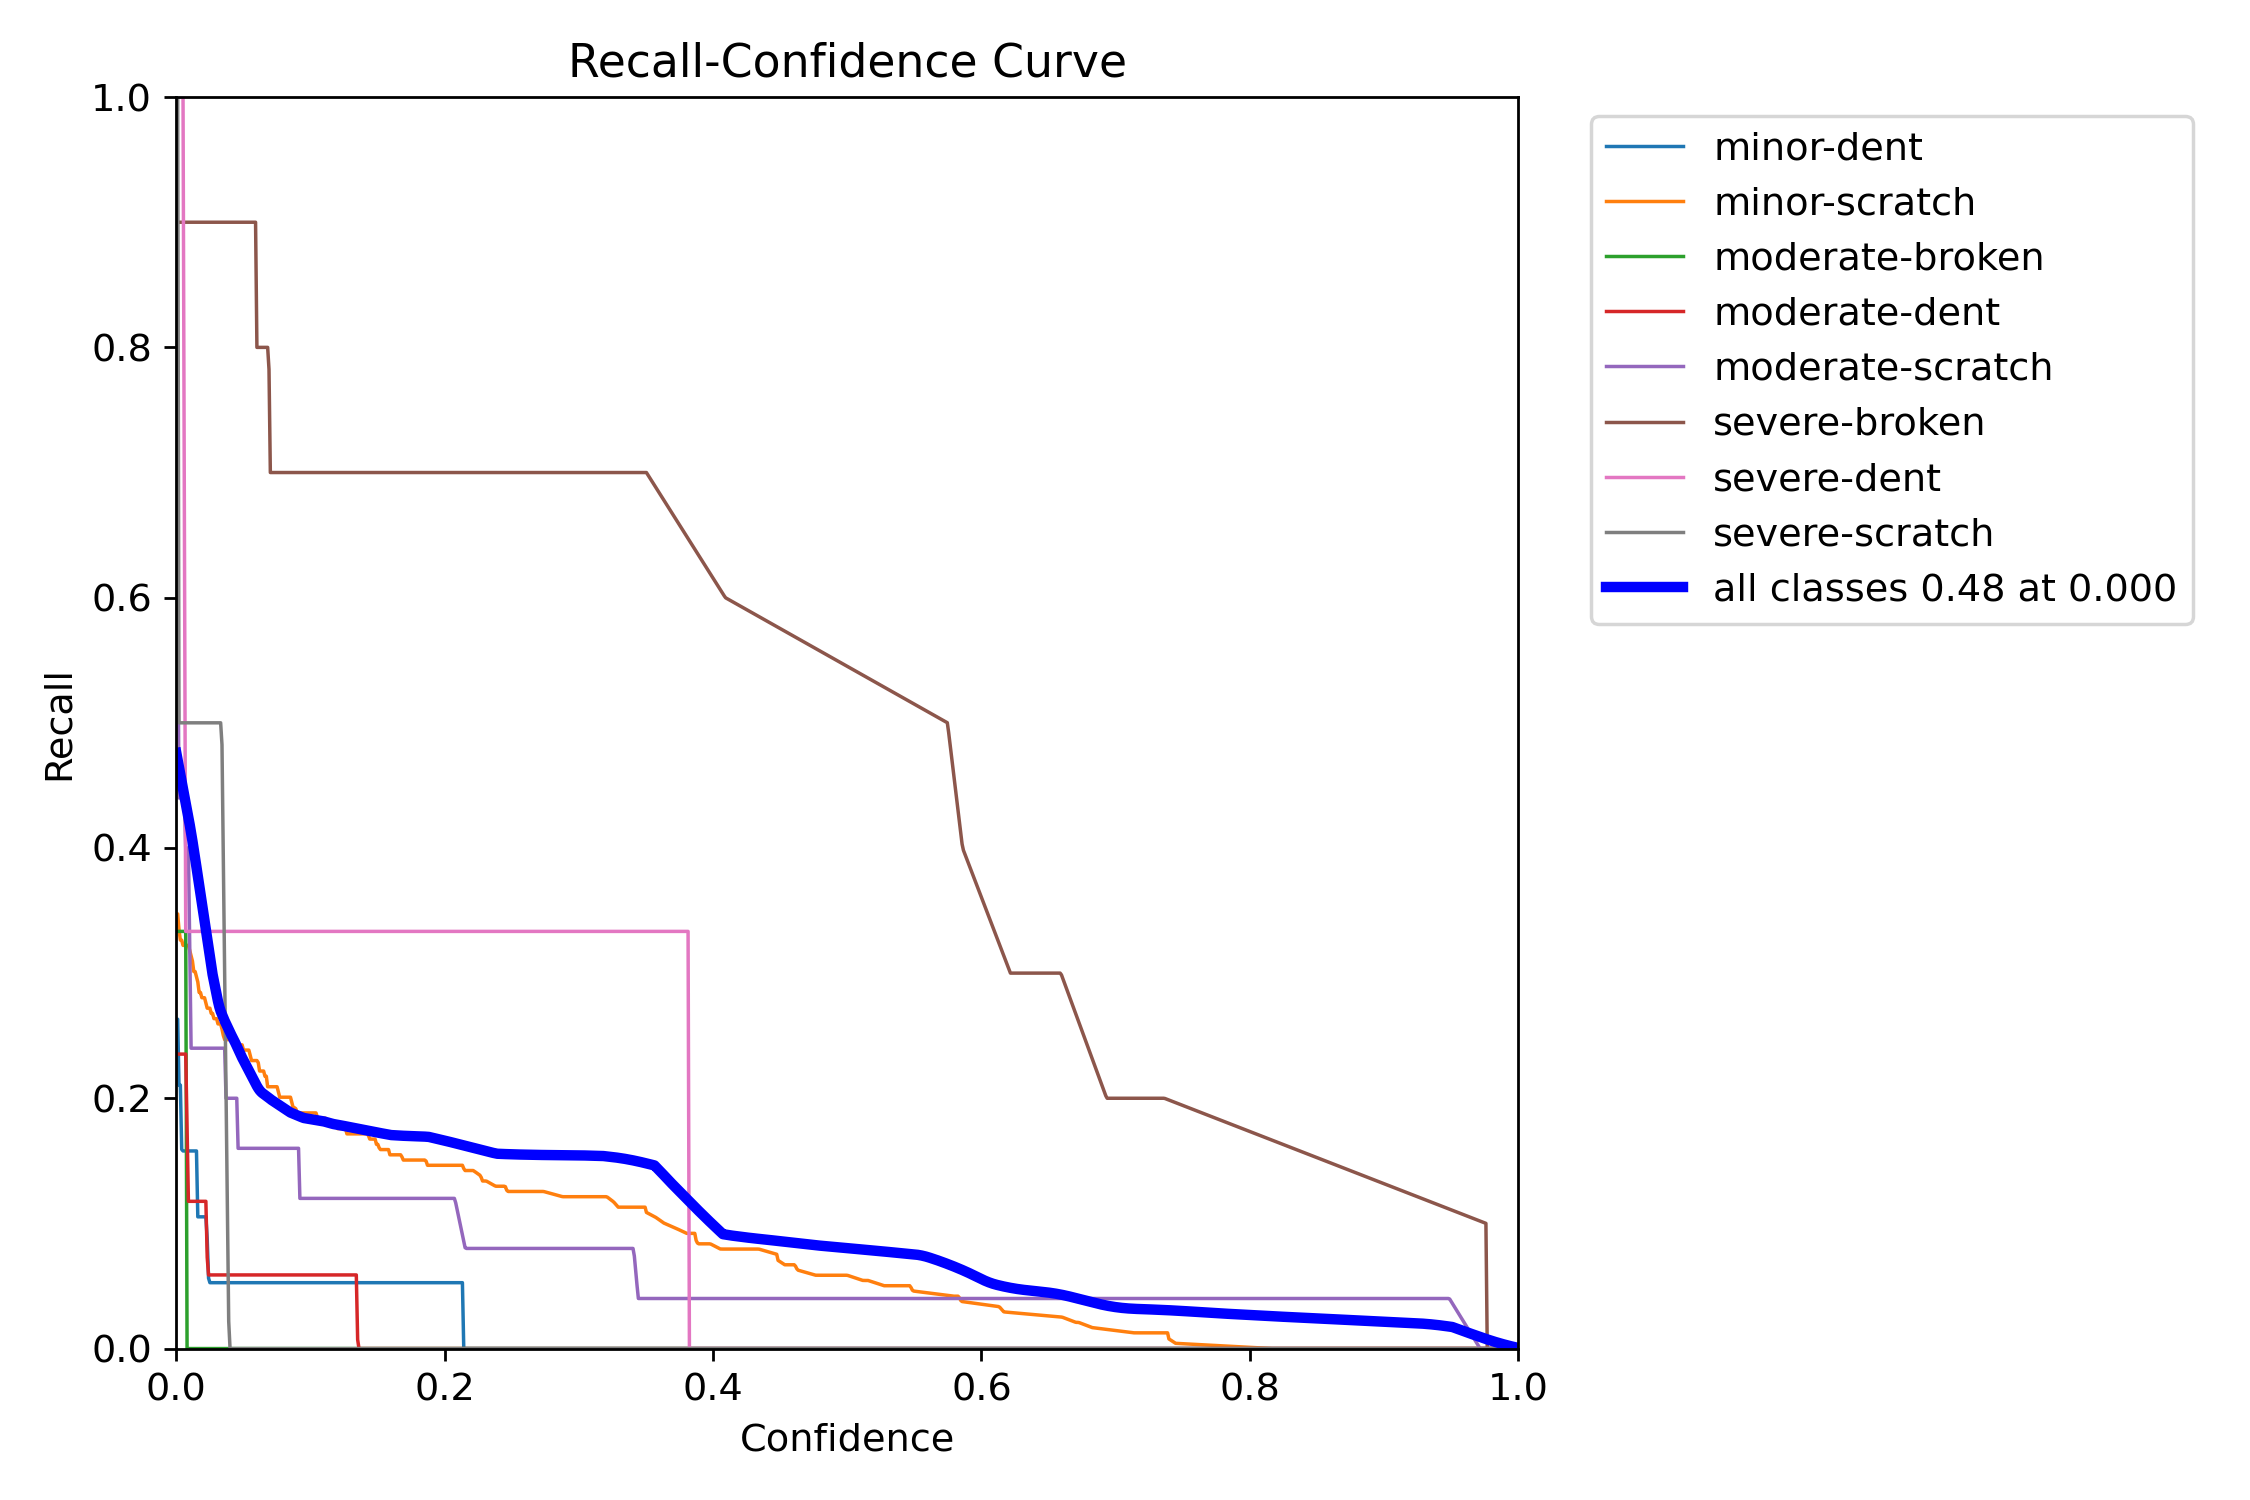 Recall-Confidence Curve
1.0
0.8
0.6
0.4
0.2
0.0
Recall
0.0 0.2 0.4 0.6 0.8 1.0
Confidence
minor-dent
minor-scratch
moderate-broken
moderate-dent
moderate-scratch
severe-broken
severe-dent
severe-scratch
all classes 0.48 at 0.000